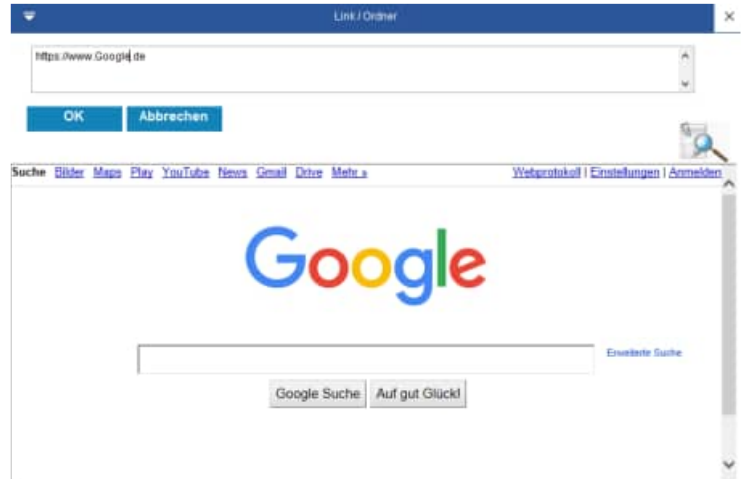 Link / Ordner
https://www.Google.de
OK Abbrechen
Suche Bilder Maps Play YouTube News Gmail Drive Mehr » Webprotokoll | Einstellungen | Anmelden
Google
Erweiterte Suche
Google Suche Auf gut Glück!